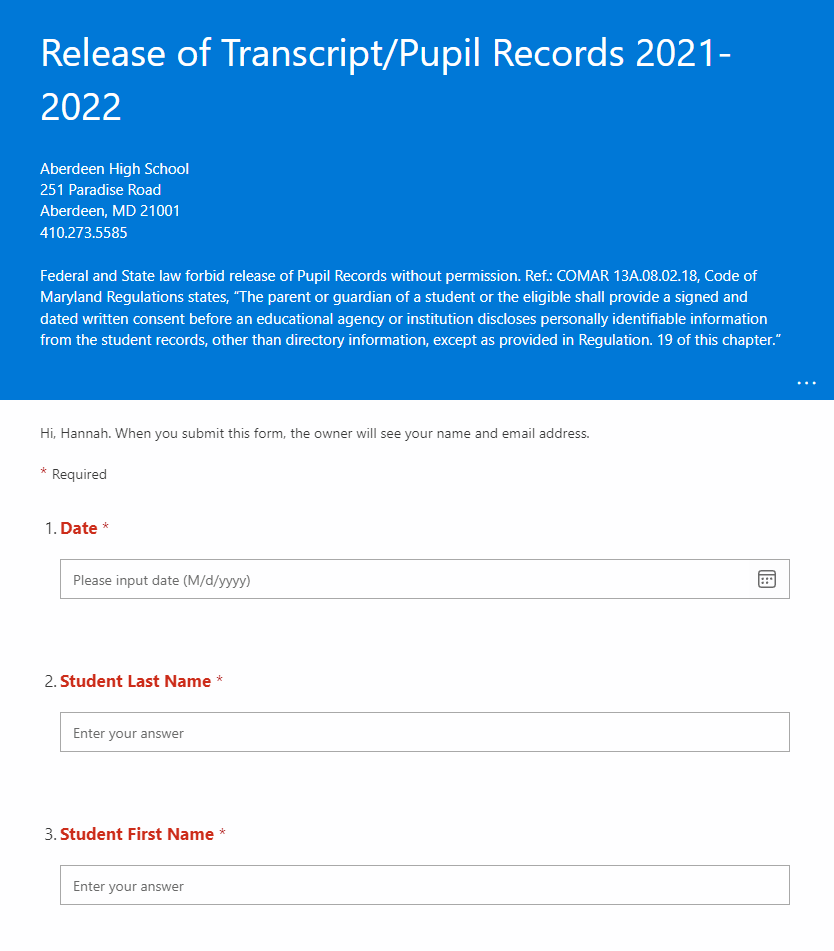 Release of Transcript/Pupil Records 2021-
2022
Aberdeen High School
251 Paradise Road
Aberdeen, MD 21001
410.273.5585
Federal and State law forbid release of Pupil Records without permission. Ref.: COMAR 13A.08.02.18, Code of
Maryland Regulations states, “The parent or guardian of a student or the eligible shall provide a signed and
dated written consent before an educational agency or institution discloses personally identifiable information
from the student records, other than directory information, except as provided in Regulation. 19 of this chapter.”
...
Hi, Hannah. When you submit this form, the owner will see your name and email address.
* Required
1. Date *
Please input date (M/d/yyyy)
2. Student Last Name *
Enter your answer
3. Student First Name *
Enter your answer